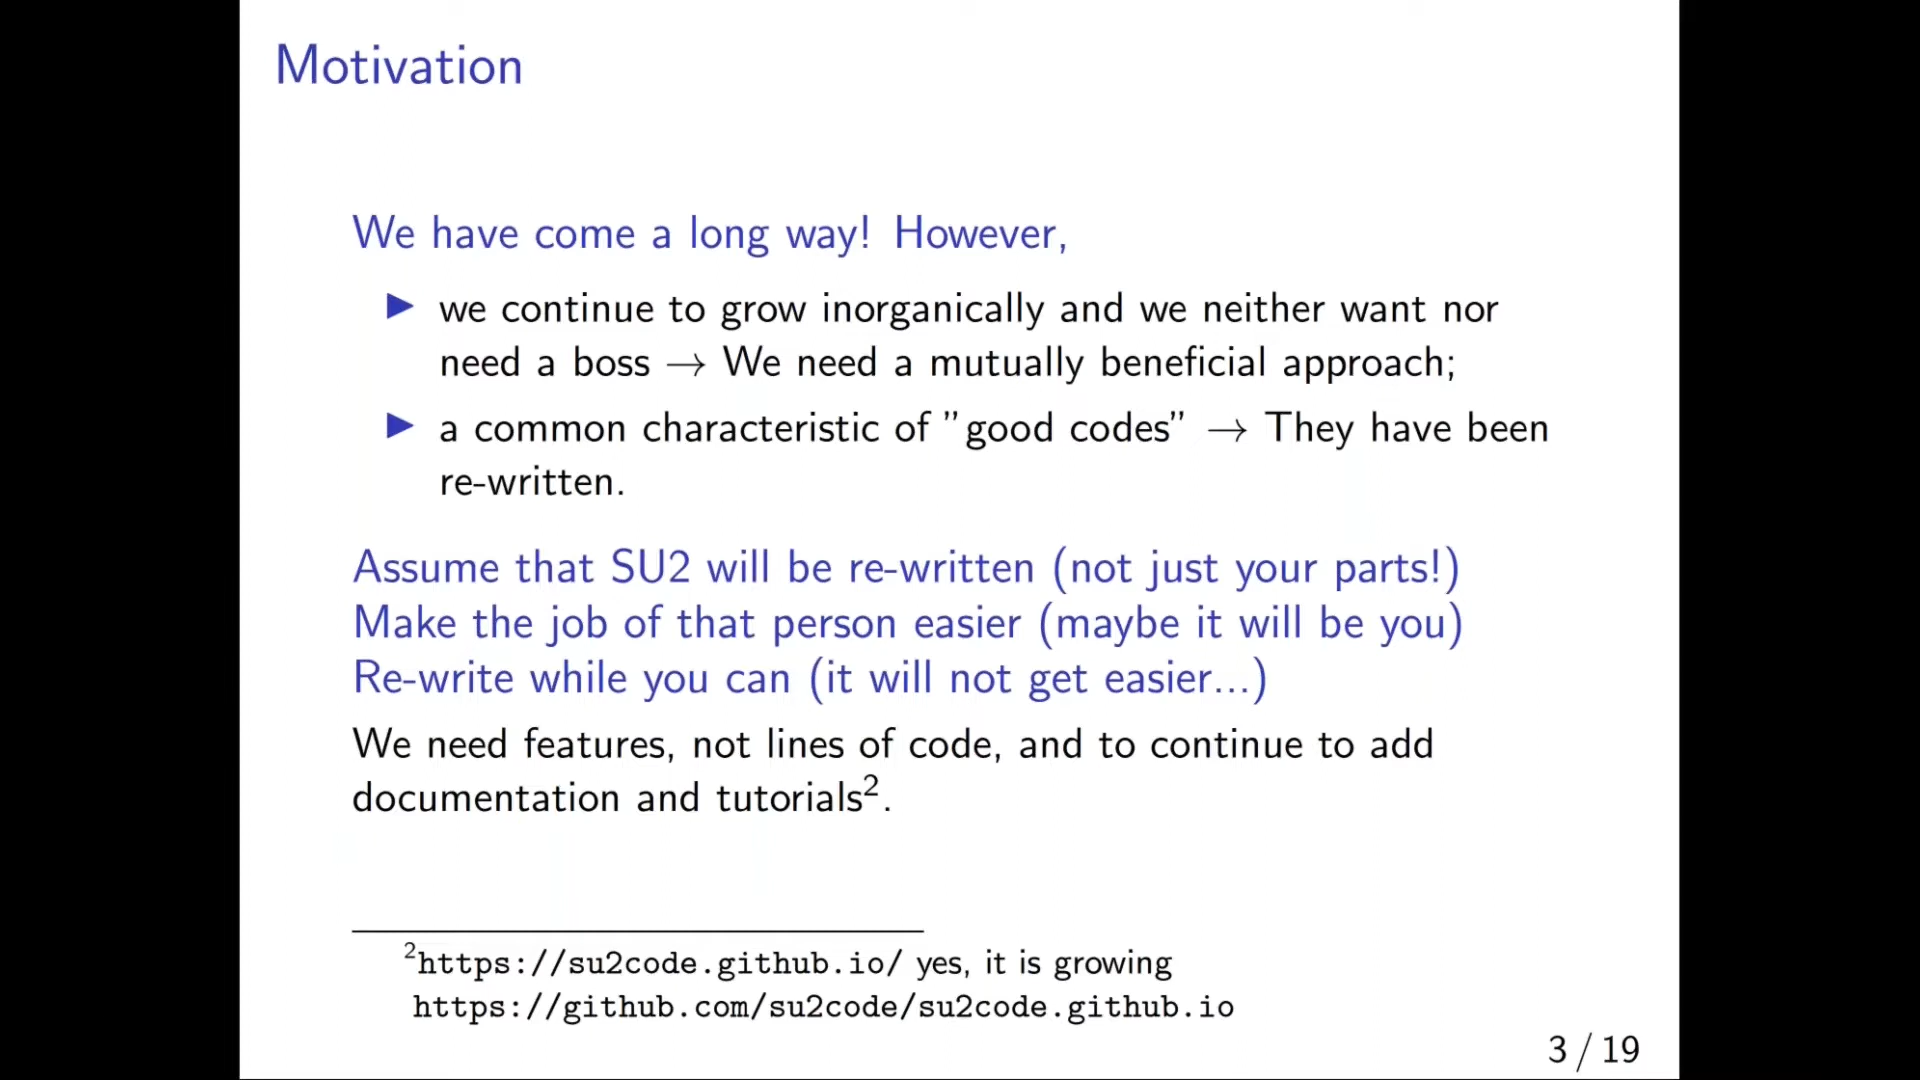 Motivation
We have come a long way! However,
▶ we continue to grow inorganically and we neither want nor
need a boss → We need a mutually beneficial approach;
▶ a common characteristic of ”good codes” → They have been
re-written.
Assume that SU2 will be re-written (not just your parts!)
Make the job of that person easier (maybe it will be you)
Re-write while you can (it will not get easier...)
We need features, not lines of code, and to continue to add
documentation and tutorials².
²https://su2code.github.io/ yes, it is growing
https://github.com/su2code/su2code.github.io
3 / 19